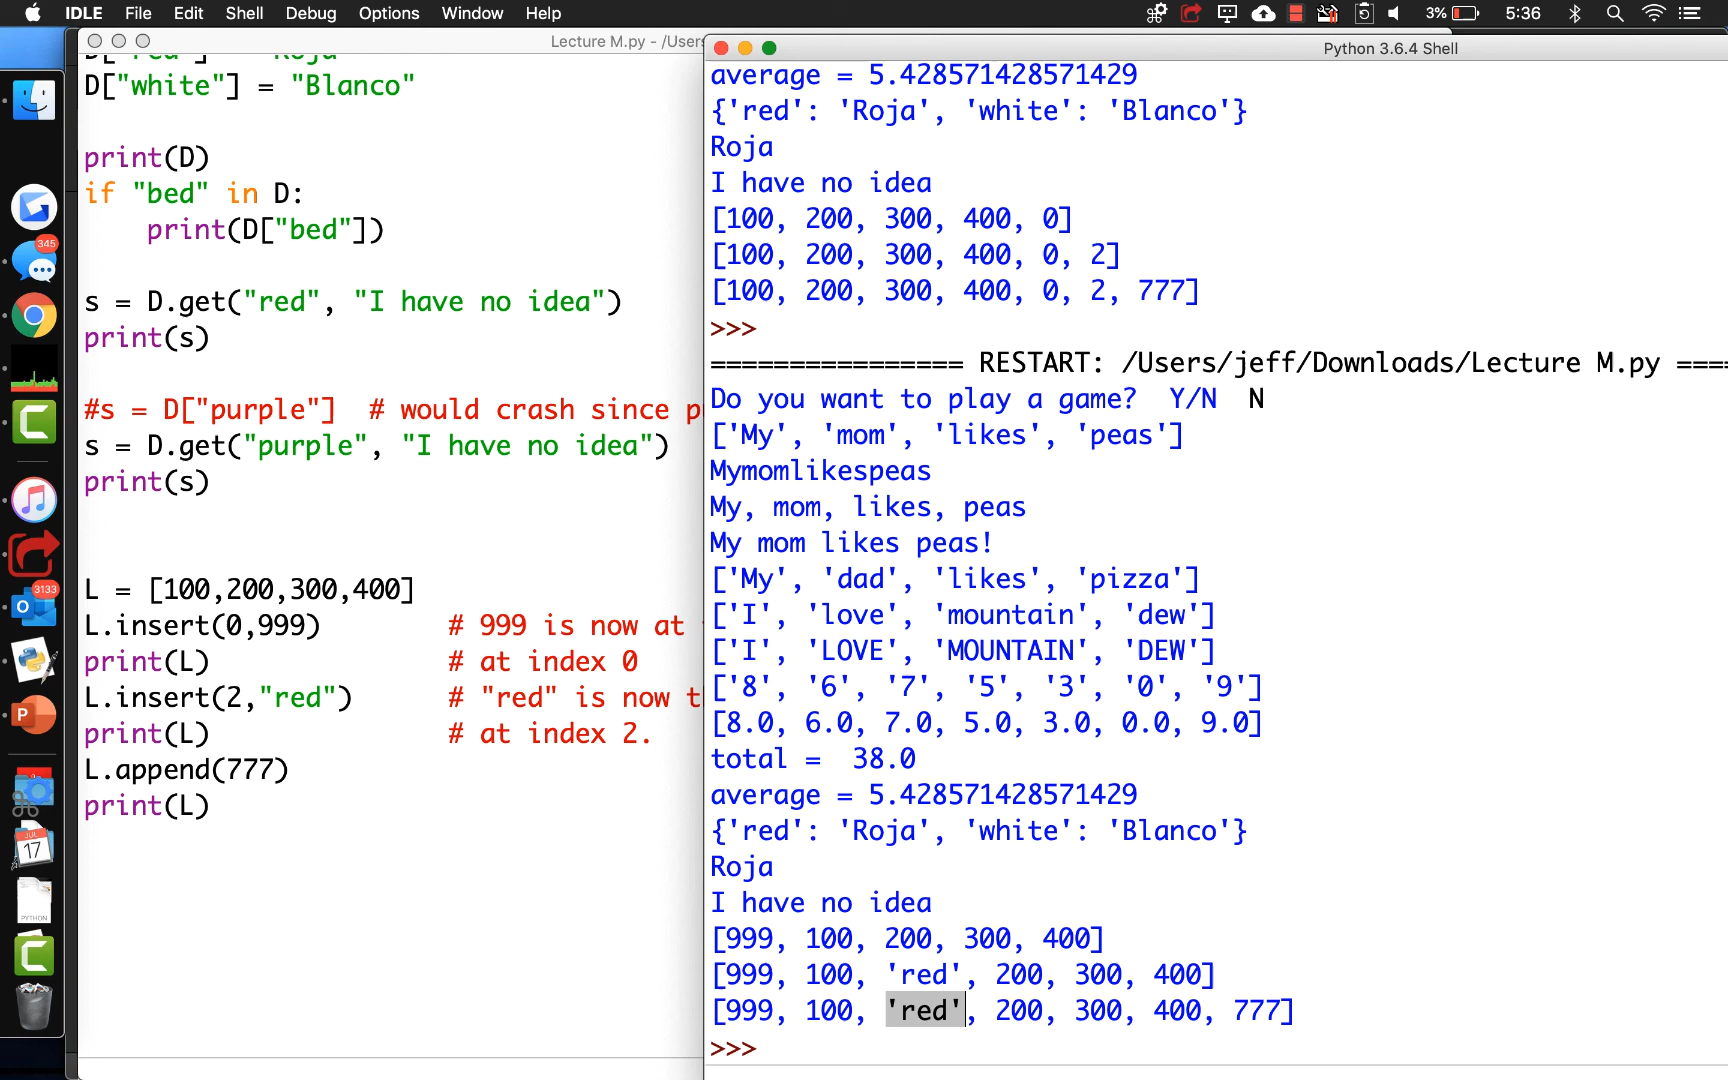 IDLE File Edit Shell Debug Options Window Help 3% 5:36
Lecture M.py - /Users
D["red"] = "Roja"
D["white"] = "Blanco"
print(D)
if "bed" in D:
    print(D["bed"])
s = D.get("red", "I have no idea")
print(s)
#s = D["purple"]  # would crash since p
s = D.get("purple", "I have no idea")
print(s)
L = [100,200,300,400]
L.insert(0,999)        # 999 is now at
print(L)               # at index 0
L.insert(2,"red")      # "red" is now t
print(L)               # at index 2.
L.append(777)
print(L)
Python 3.6.4 Shell
average = 5.428571428571429
{'red': 'Roja', 'white': 'Blanco'}
Roja
I have no idea
[100, 200, 300, 400, 0]
[100, 200, 300, 400, 0, 2]
[100, 200, 300, 400, 0, 2, 777]
>>>
================ RESTART: /Users/jeff/Downloads/Lecture M.py ====
Do you want to play a game?  Y/N  N
['My', 'mom', 'likes', 'peas']
Mymomlikespeas
My, mom, likes, peas
My mom likes peas!
['My', 'dad', 'likes', 'pizza']
['I', 'love', 'mountain', 'dew']
['I', 'LOVE', 'MOUNTAIN', 'DEW']
['8', '6', '7', '5', '3', '0', '9']
[8.0, 6.0, 7.0, 5.0, 3.0, 0.0, 9.0]
total =  38.0
average = 5.428571428571429
{'red': 'Roja', 'white': 'Blanco'}
Roja
I have no idea
[999, 100, 200, 300, 400]
[999, 100, 'red', 200, 300, 400]
[999, 100, 'red', 200, 300, 400, 777]
>>>
345
3133
O
P
JUL
17
PYTHON